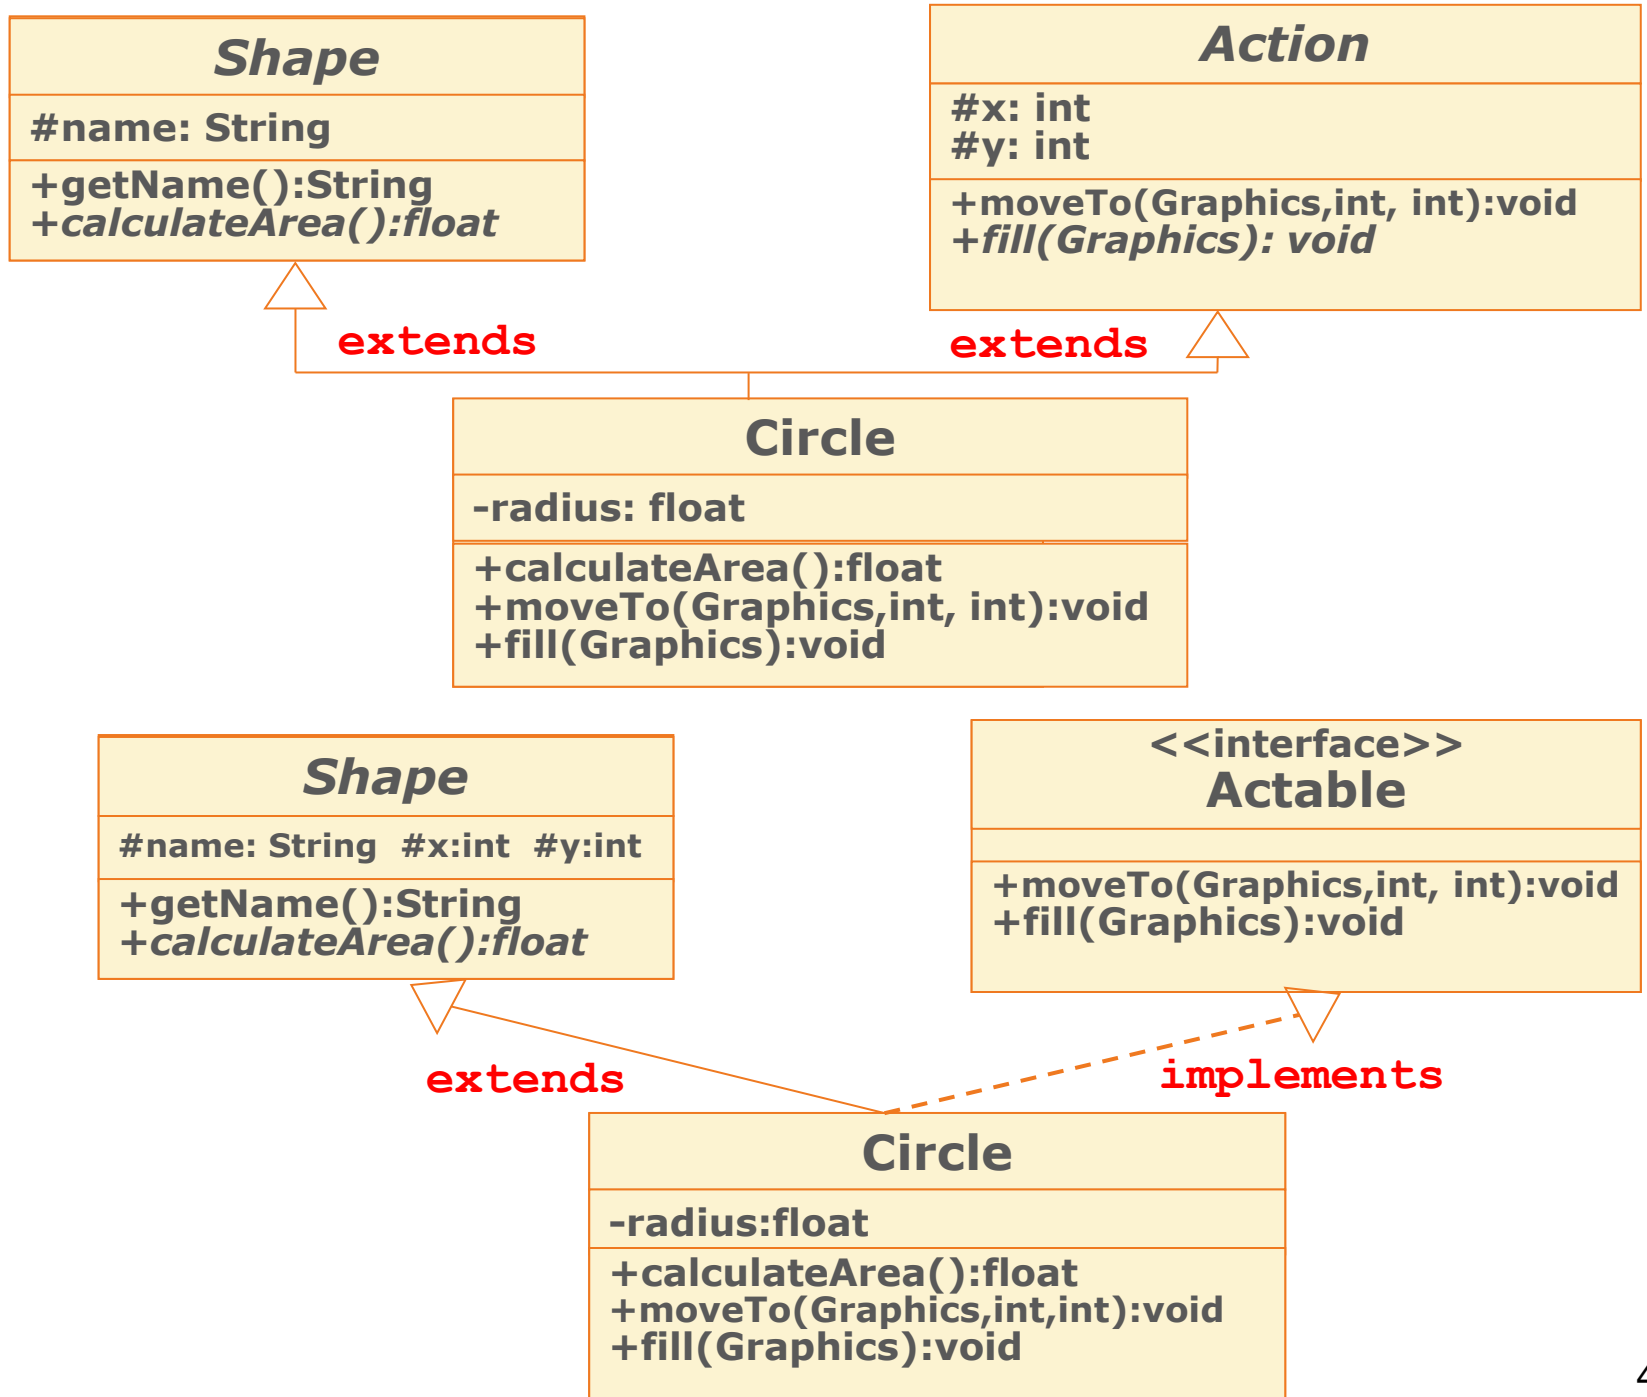 Shape
#name: String
+getName():String
+calculateArea():float
Action
#x: int
#y: int
+moveTo(Graphics,int, int):void
+fill(Graphics): void
extends
extends
Circle
-radius: float
+calculateArea():float
+moveTo(Graphics,int, int):void
+fill(Graphics):void
Shape
#name: String #x:int #y:int
+getName():String
+calculateArea():float
<<interface>>
Actable
+moveTo(Graphics,int, int):void
+fill(Graphics):void
extends
implements
Circle
-radius:float
+calculateArea():float
+moveTo(Graphics,int,int):void
+fill(Graphics):void